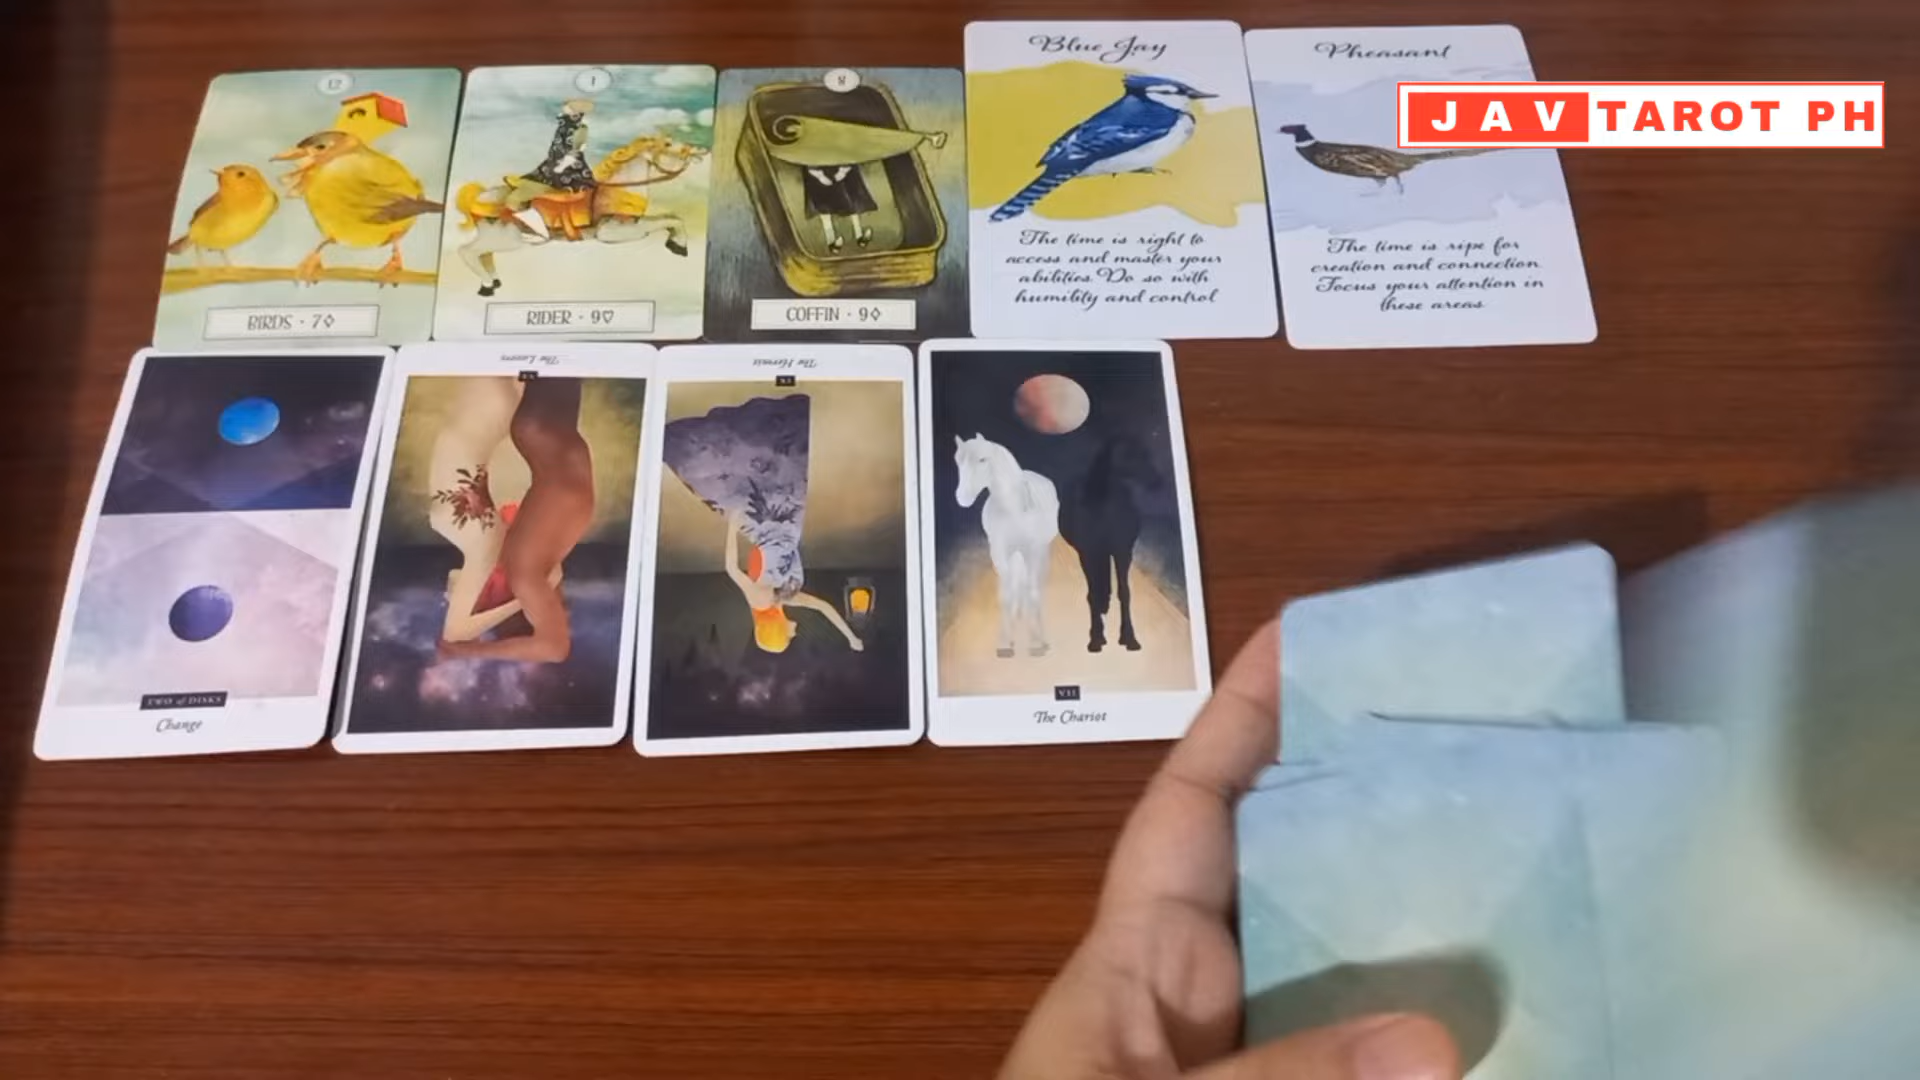 Blue Jay
Pheasant
12
1
8
JAV TAROT PH
The time is right to
access and master your
abilities. Do so with
humility and control
The time is ripe for
creation and connection.
Focus your attention in
these areas
BIRDS · 7◊
RIDER · 9♡
COFFIN · 9◊
The Lovers
VI
The Hermit
IX
TWO of DISKS
Change
VII
The Chariot